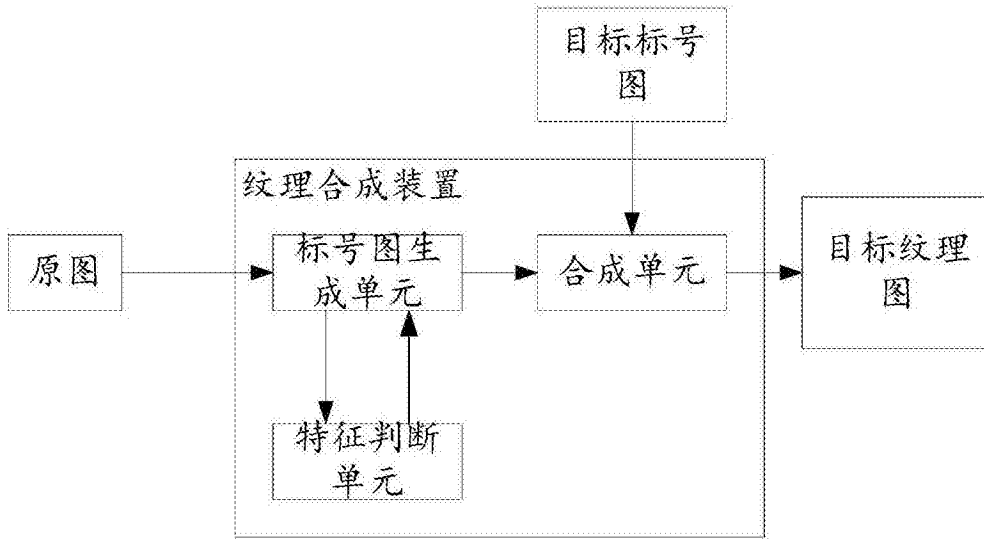 目标标号
图
纹理合成装置
原图
标号图生
成单元
合成单元
目标纹理
图
特征判断
单元